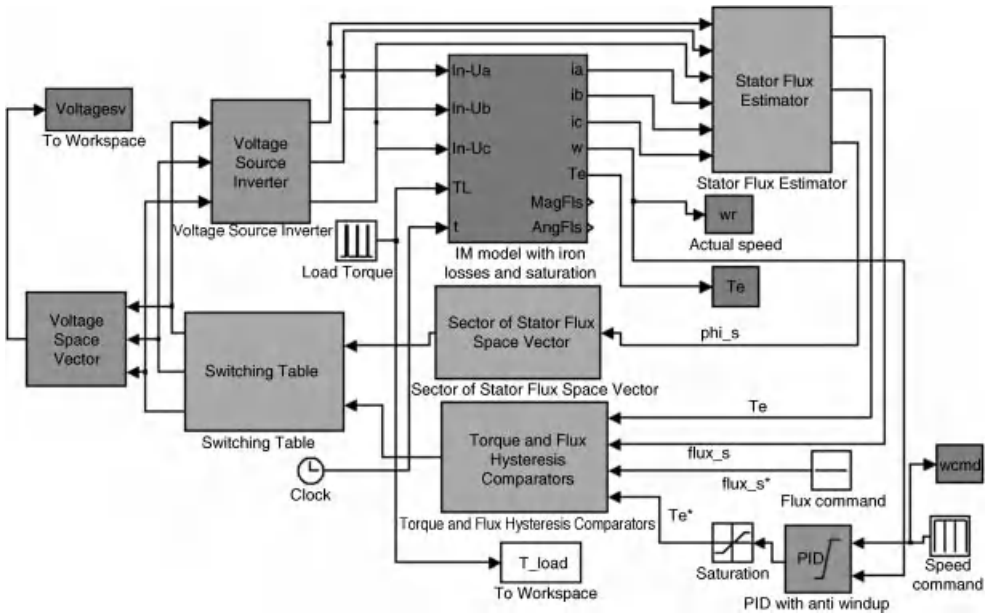 Voltagesv
To Workspace
Voltage
Source
Inverter
Voltage Source Inverter
Load Torque
In-Ua
In-Ub
In-Uc
TL
t
ia
ib
ic
w
Te
MagFls
AngFls
IM model with iron
losses and saturation
Stator Flux
Estimator
Stator Flux Estimator
wr
Actual speed
Te
Voltage
Space
Vector
Switching Table
Switching Table
Sector of Stator Flux
Space Vector
Sector of Stator Flux Space Vector
phi_s
Te
Torque and Flux
Hysteresis
Comparators
Torque and Flux Hysteresis Comparators
flux_s
flux_s*
Flux command
wcmd
Clock
Te*
Saturation
PID
PID with anti windup
Speed
command
T_load
To Workspace